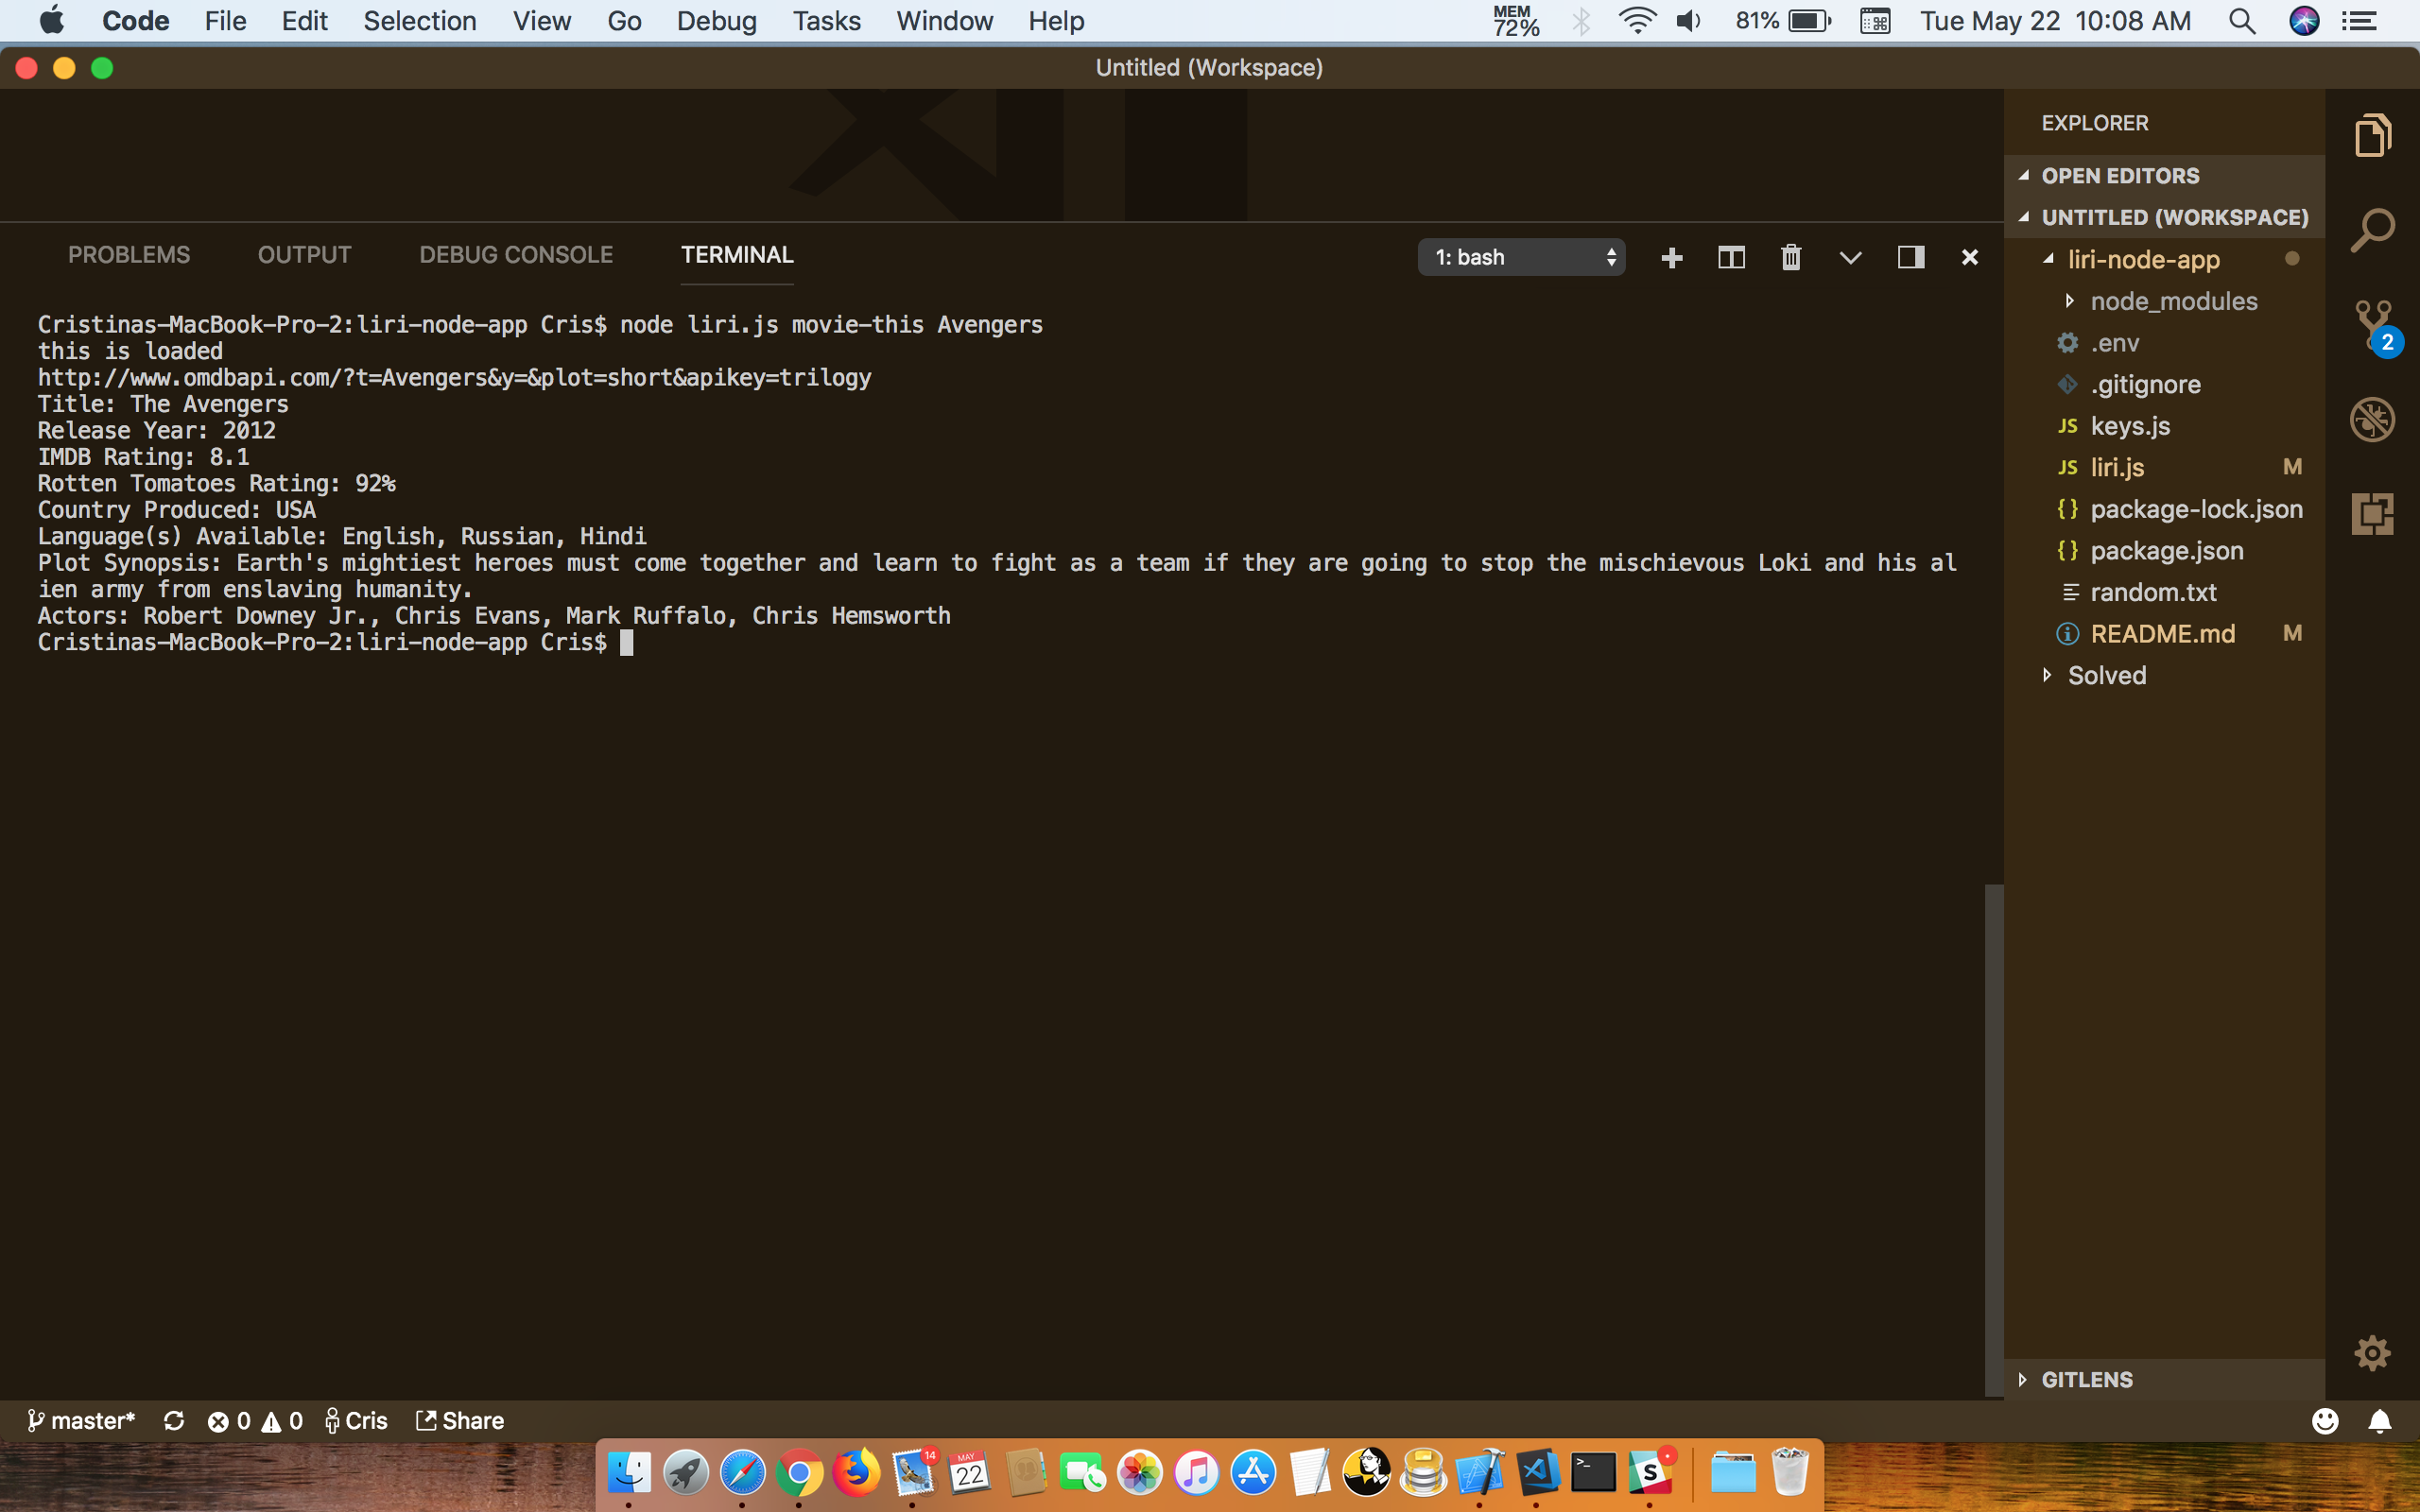 Code File Edit Selection View Go Debug Tasks Window Help MEM 72% 81% Tue May 22 10:08 AM
Untitled (Workspace)
EXPLORER
OPEN EDITORS
UNTITLED (WORKSPACE)
liri-node-app
node_modules
.env
.gitignore
JS keys.js
JS liri.js M
{} package-lock.json
{} package.json
random.txt
README.md M
Solved
GITLENS
2
PROBLEMS OUTPUT DEBUG CONSOLE TERMINAL 1: bash
Cristinas-MacBook-Pro-2:liri-node-app Cris$ node liri.js movie-this Avengers
this is loaded
http://www.omdbapi.com/?t=Avengers&y=&plot=short&apikey=trilogy
Title: The Avengers
Release Year: 2012
IMDB Rating: 8.1
Rotten Tomatoes Rating: 92%
Country Produced: USA
Language(s) Available: English, Russian, Hindi
Plot Synopsis: Earth's mightiest heroes must come together and learn to fight as a team if they are going to stop the mischievous Loki and his al
ien army from enslaving humanity.
Actors: Robert Downey Jr., Chris Evans, Mark Ruffalo, Chris Hemsworth
Cristinas-MacBook-Pro-2:liri-node-app Cris$
master* 0 0 Cris Share
14 MAY 22 >_ S